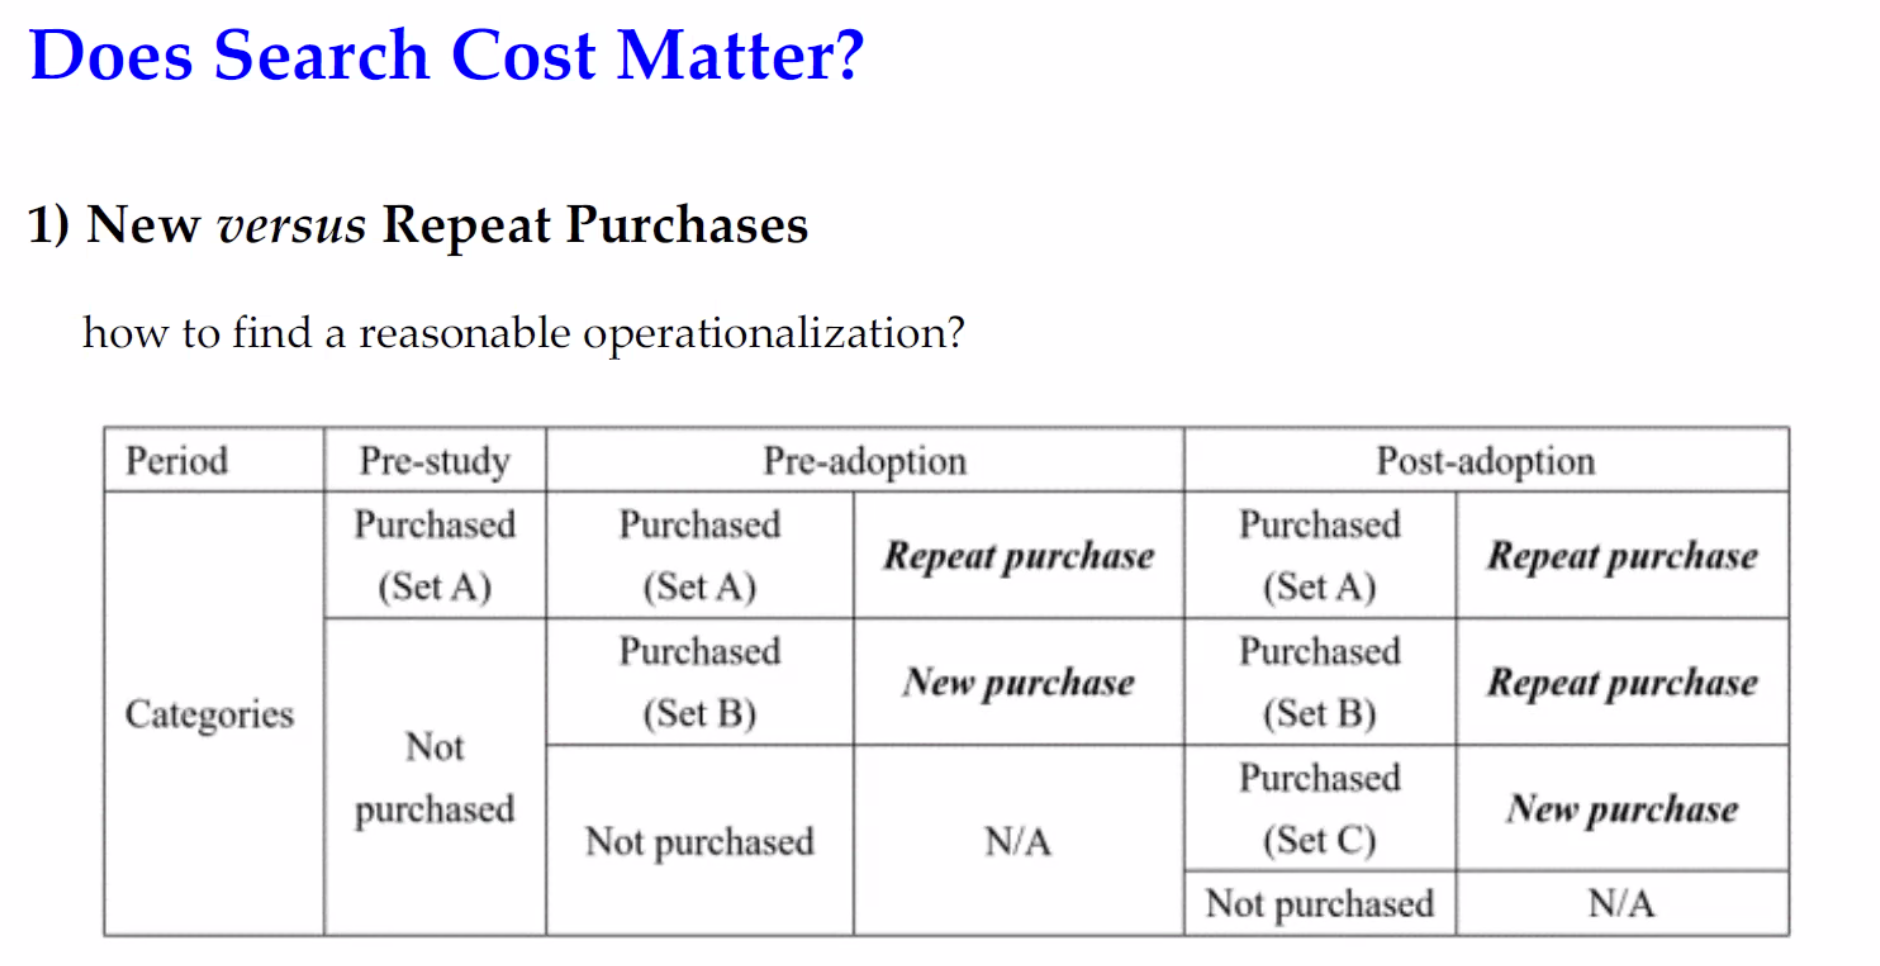 Does Search Cost Matter?
1) New versus Repeat Purchases
how to find a reasonable operationalization?
Period Pre-study Pre-adoption Post-adoption
Categories
Purchased
(Set A)
Purchased
(Set A)
Repeat purchase
Purchased
(Set A)
Repeat purchase
Not
purchased
Purchased
(Set B)
New purchase
Purchased
(Set B)
Repeat purchase
Not purchased
N/A
Purchased
(Set C)
New purchase
Not purchased
N/A